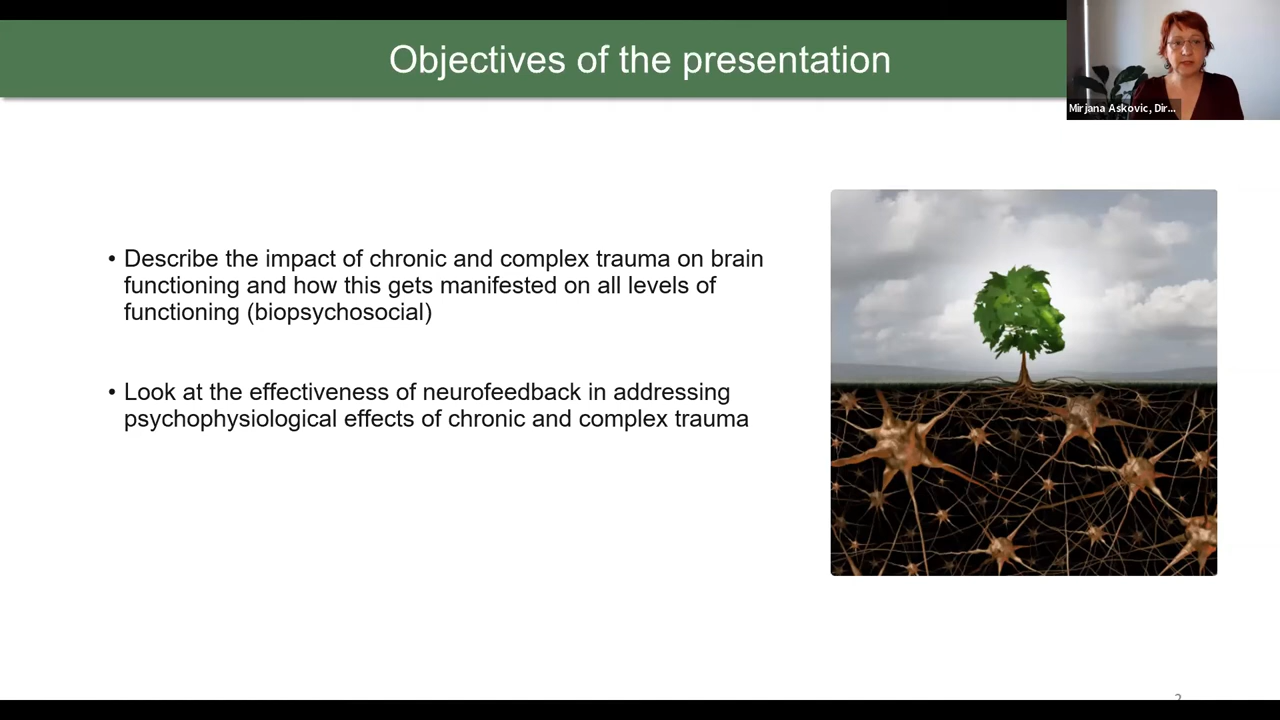 Objectives of the presentation
Mirjana Askovic, Dir...
• Describe the impact of chronic and complex trauma on brain
functioning and how this gets manifested on all levels of
functioning (biopsychosocial)
• Look at the effectiveness of neurofeedback in addressing
psychophysiological effects of chronic and complex trauma
2